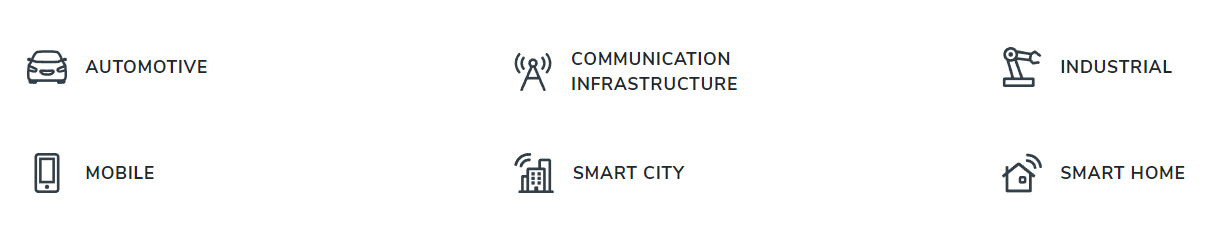 AUTOMOTIVE
COMMUNICATION
INFRASTRUCTURE
INDUSTRIAL
MOBILE
SMART CITY
SMART HOME